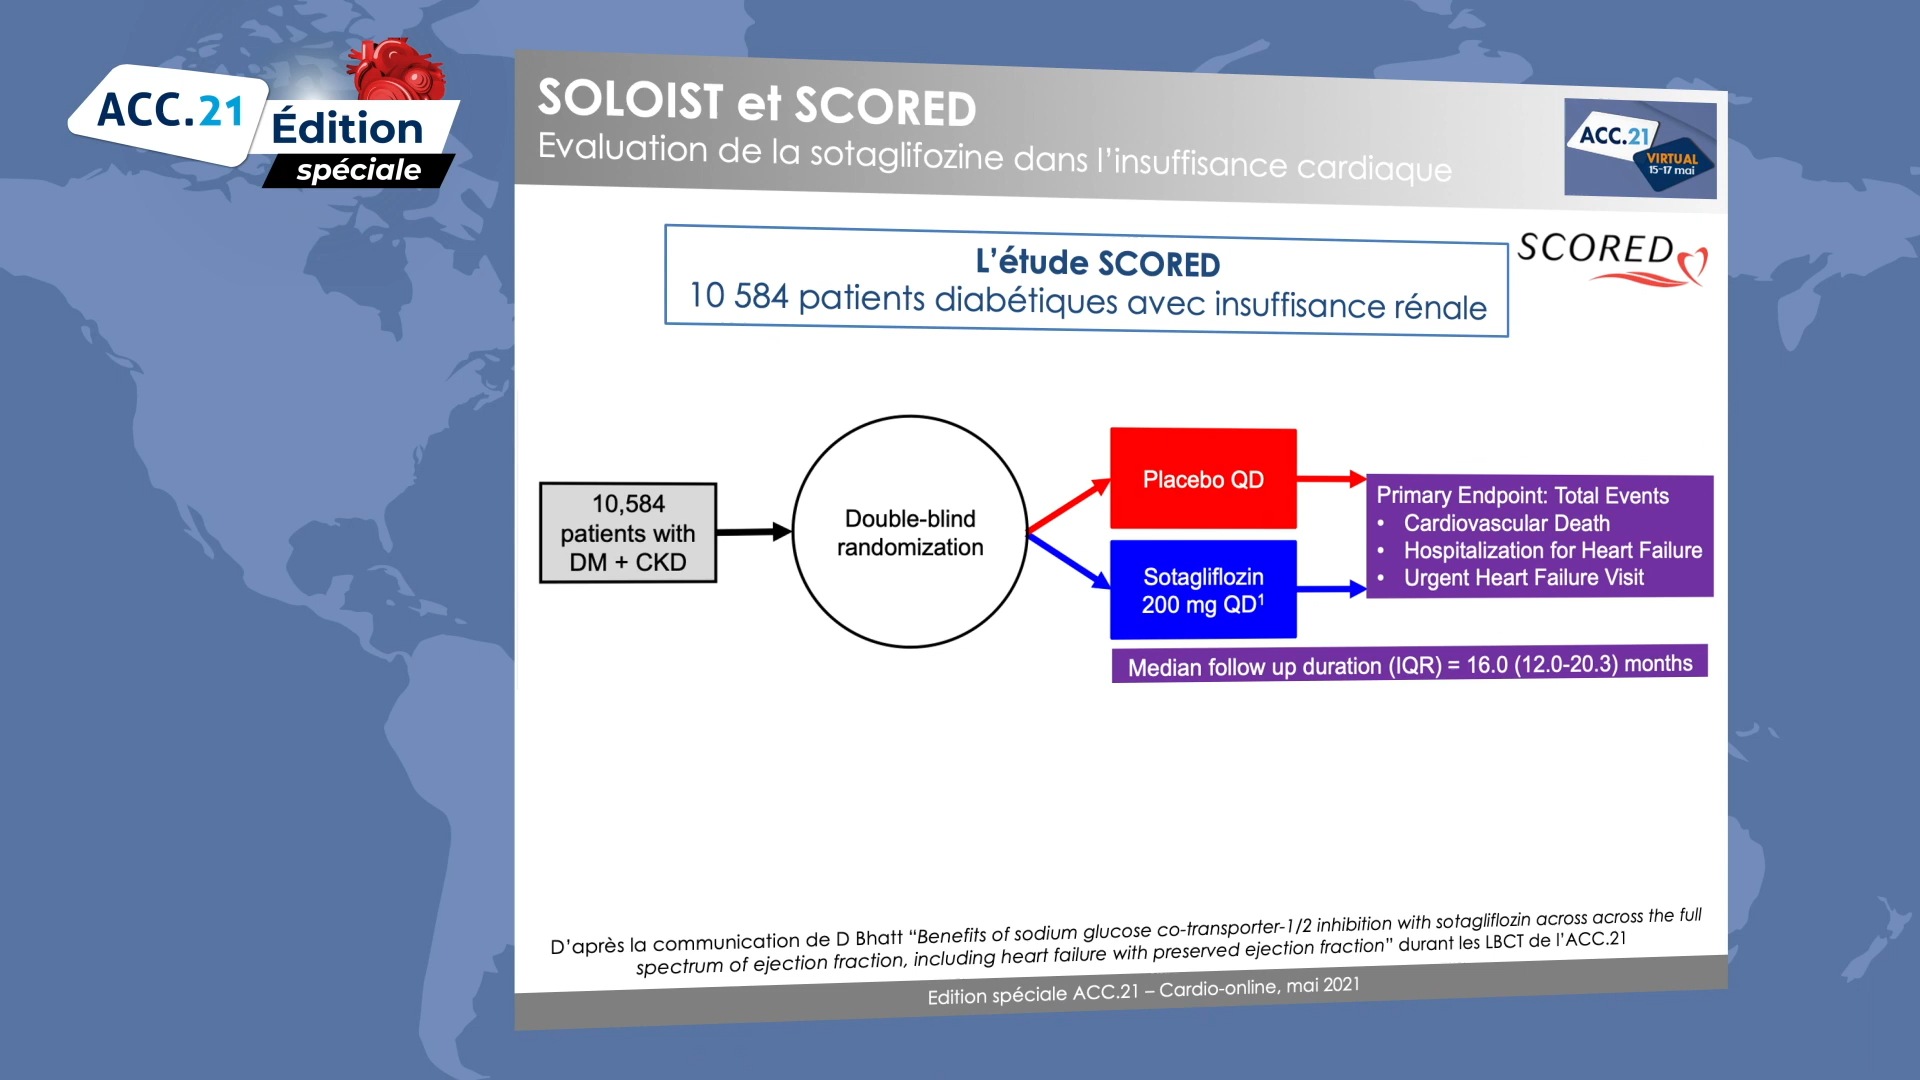 ACC.21
Édition
spéciale
SOLOIST et SCORED
Evaluation de la sotaglifozine dans l’insuffisance cardiaque
ACC.21
VIRTUAL
15-17 mai
L’étude SCORED
10 584 patients diabétiques avec insuffisance rénale
SCORED
10,584
patients with
DM + CKD
Double-blind
randomization
Placebo QD
Sotagliflozin
200 mg QD¹
Primary Endpoint: Total Events
• Cardiovascular Death
• Hospitalization for Heart Failure
• Urgent Heart Failure Visit
Median follow up duration (IQR) = 16.0 (12.0-20.3) months
D’après la communication de D Bhatt “Benefits of sodium glucose co-transporter-1/2 inhibition with sotagliflozin across across the full
spectrum of ejection fraction, including heart failure with preserved ejection fraction” durant les LBCT de l’ACC.21
Edition spéciale ACC.21 – Cardio-online, mai 2021